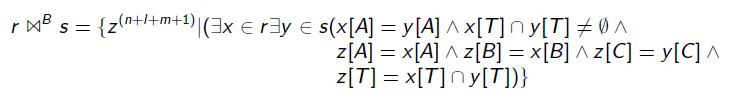 r ⋈ᴮ s = {z⁽ⁿ⁺ˡ⁺ᵐ⁺¹⁾|(∃x ∈ r∃y ∈ s(x[A] = y[A] ∧ x[T] ∩ y[T] ≠ ∅ ∧
z[A] = x[A] ∧ z[B] = x[B] ∧ z[C] = y[C] ∧
z[T] = x[T] ∩ y[T])}